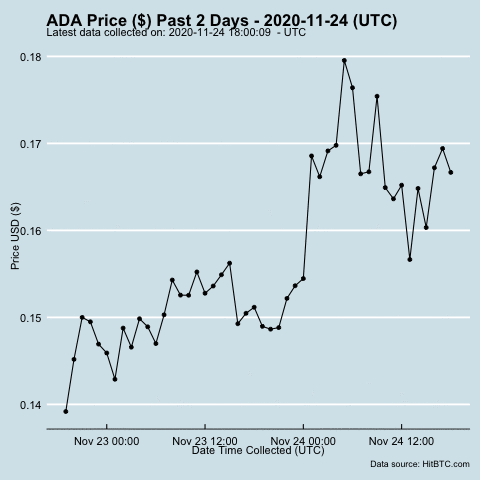 ADA Price ($) Past 2 Days - 2020-11-24 (UTC)
Latest data collected on: 2020-11-24 18:00:09  - UTC
0.18
0.17
0.16
0.15
0.14
Price USD ($)
Nov 23 00:00
Nov 23 12:00
Nov 24 00:00
Nov 24 12:00
Date Time Collected (UTC)
Data source: HitBTC.com